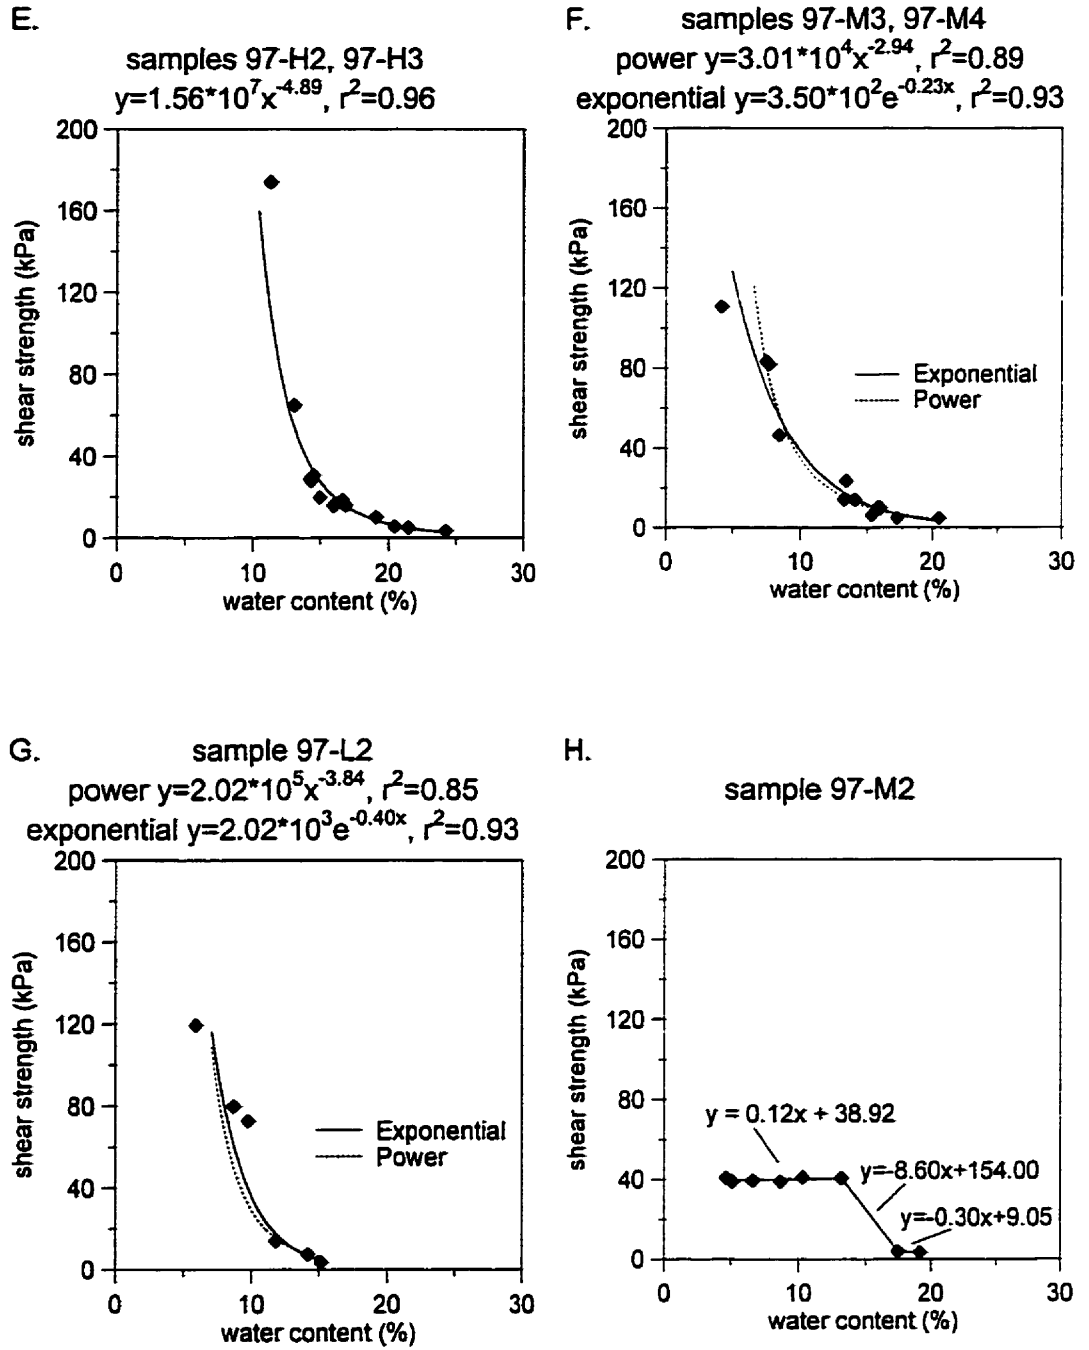 E.
samples 97-H2, 97-H3
y=1.56*10^7x^-4.89, r^2=0.96
200
160
120
80
40
0
shear strength (kPa)
0 10 20 30
water content (%)
F.
samples 97-M3, 97-M4
power y=3.01*10^4x^-2.94, r^2=0.89
exponential y=3.50*10^2e^-0.23x, r^2=0.93
200
160
120
80
40
0
shear strength (kPa)
Exponential
Power
0 10 20 30
water content (%)
G.
sample 97-L2
power y=2.02*10^5x^-3.84, r^2=0.85
exponential y=2.02*10^3e^-0.40x, r^2=0.93
200
160
120
80
40
0
shear strength (kPa)
Exponential
Power
0 10 20 30
water content (%)
H.
sample 97-M2
200
160
120
80
40
0
shear strength (kPa)
y = 0.12x + 38.92
y=-8.60x+154.00
y=-0.30x+9.05
0 10 20 30
water content (%)